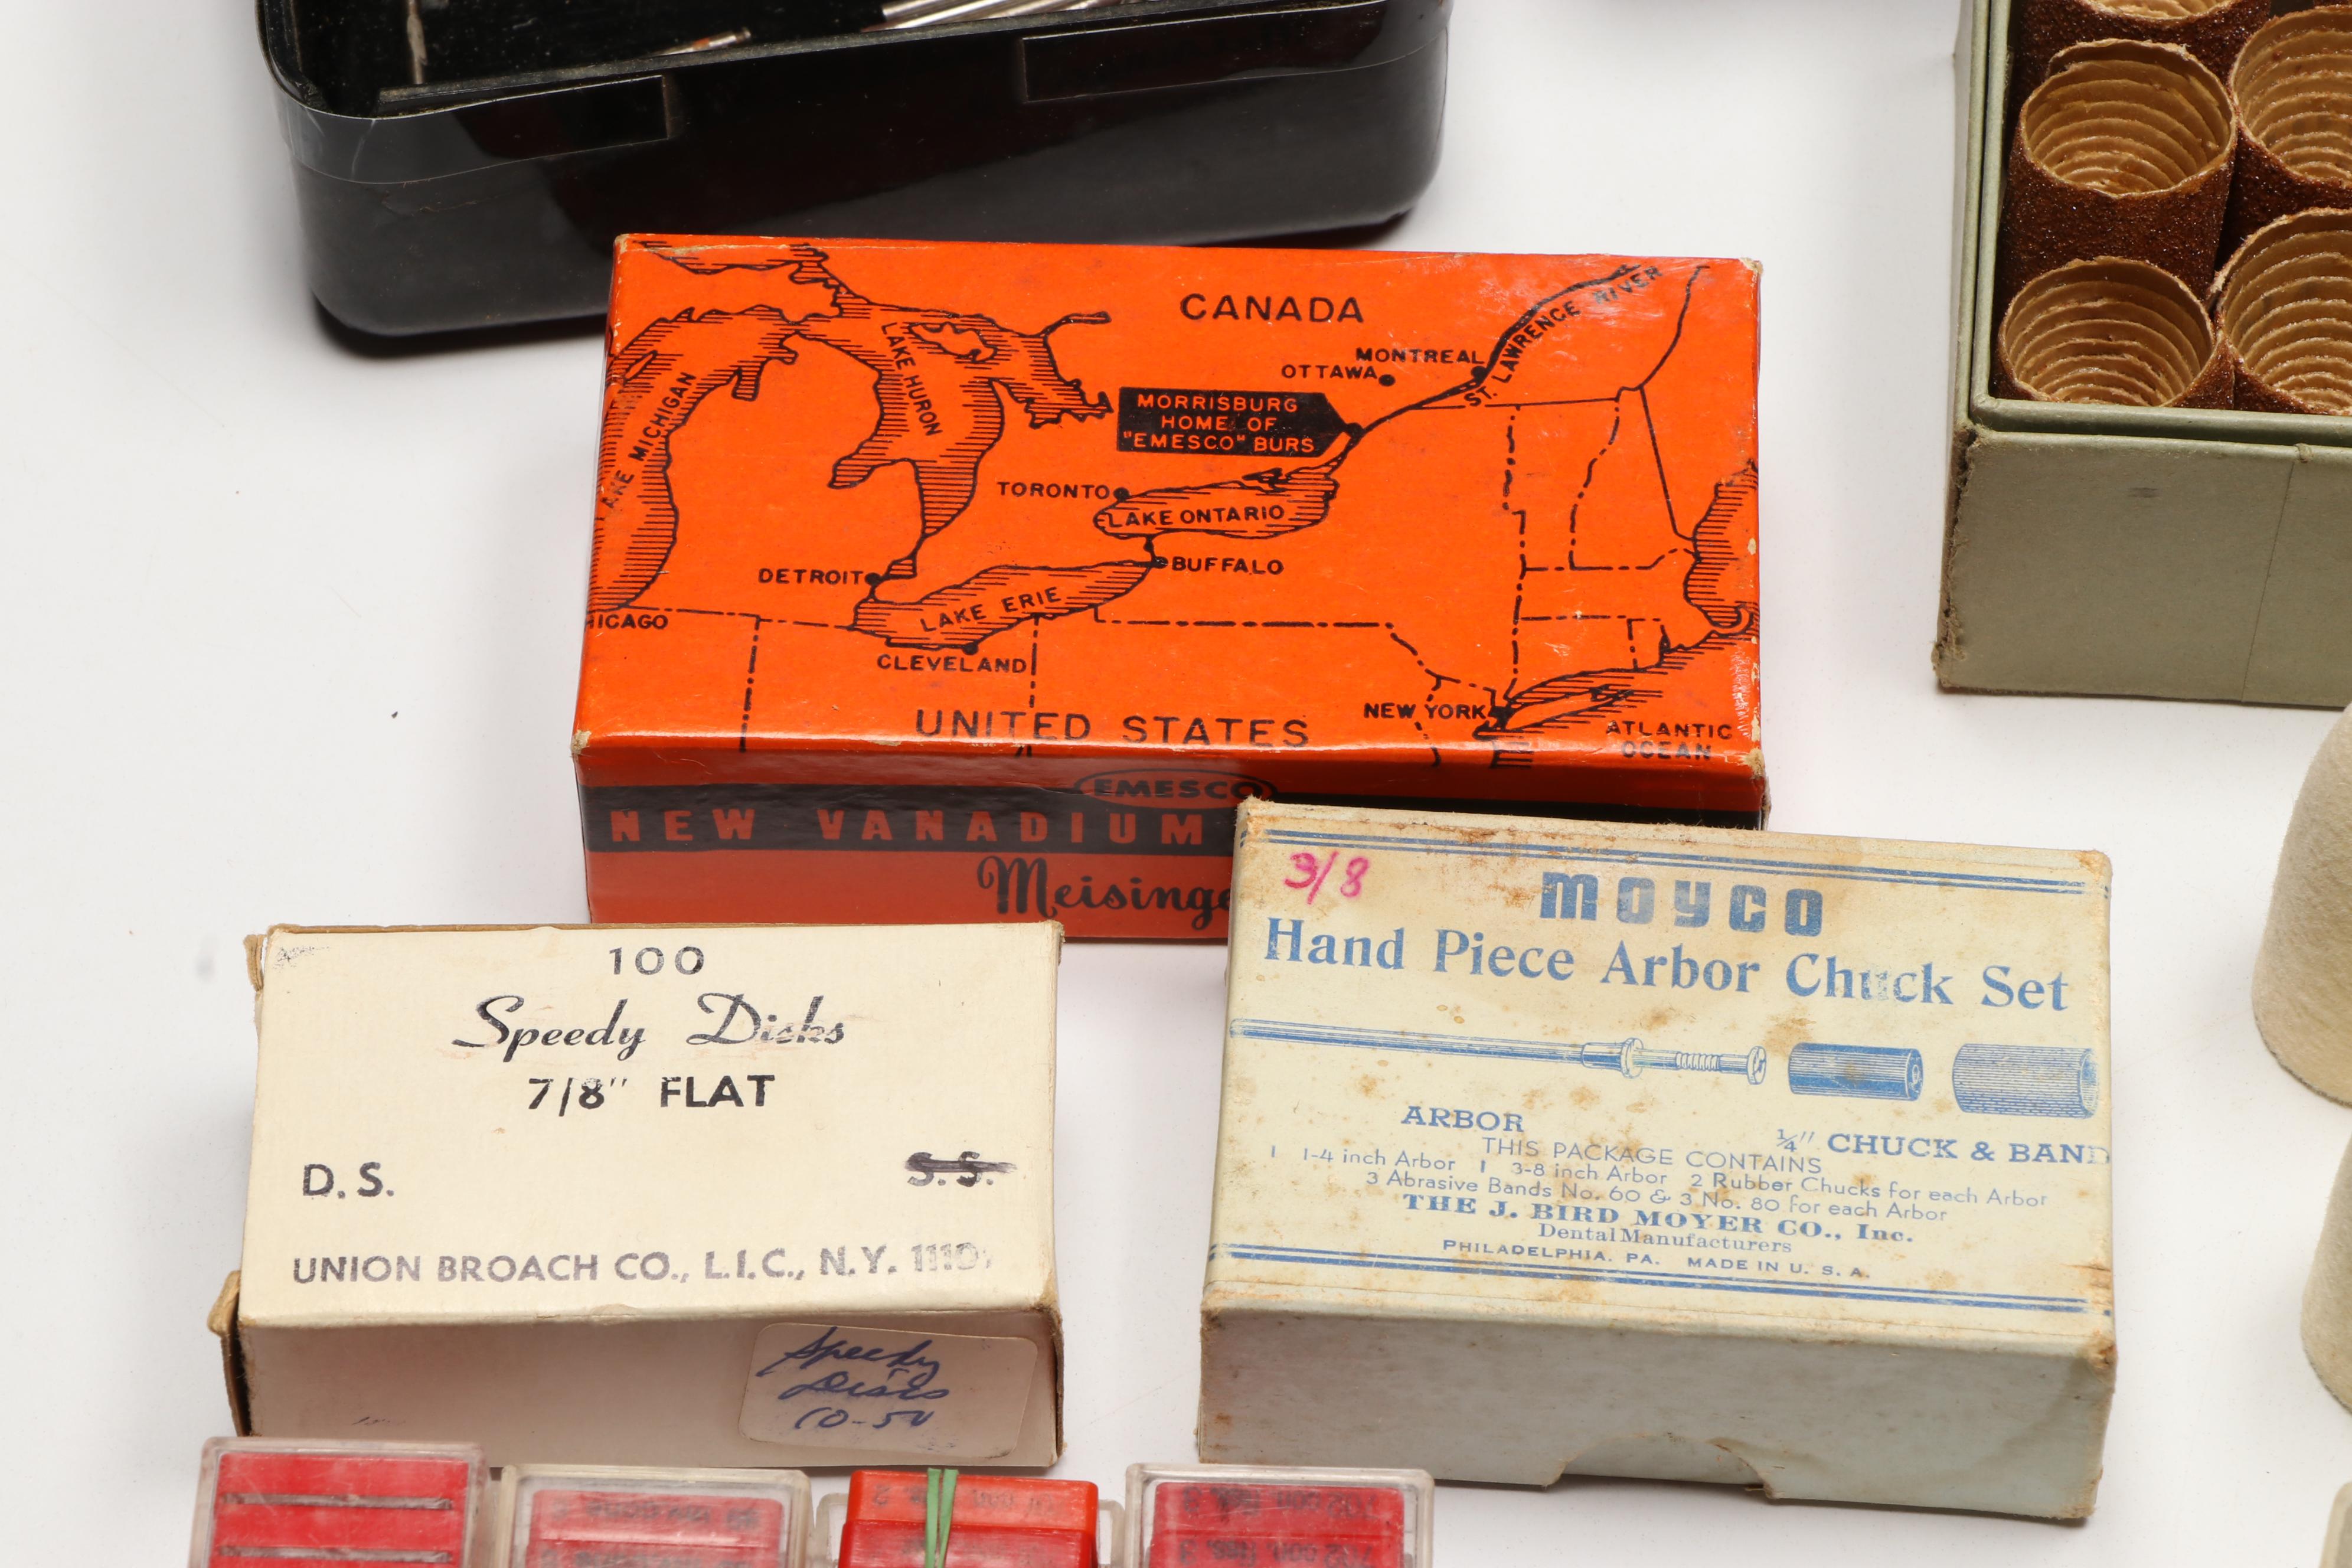 CANADA
ST. LAWRENCE RIVER
MONTREAL
OTTAWA
LAKE HURON
LAKE MICHIGAN
MORRISBURG
HOME OF
"EMESCO" BURS
TORONTO
LAKE ONTARIO
DETROIT
BUFFALO
LAKE ERIE
HICAGO
CLEVELAND
NEW YORK
UNITED STATES
ATLANTIC
OCEAN
EMESCO
NEW VANADIUM
Meisinge
3/8
MOYCO
Hand Piece Arbor Chuck Set
ARBOR
1/4" CHUCK & BAND
THIS PACKAGE CONTAINS
1 1-4 inch Arbor 1 3-8 inch Arbor 2 Rubber Chucks for each Arbor
3 Abrasive Bands No. 60 & 3 No. 80 for each Arbor
THE J. BIRD MOYER CO., Inc.
Dental Manufacturers
PHILADELPHIA. PA. MADE IN U. S. A.
100
Speedy Disks
7/8" FLAT
D.S. S.S.
UNION BROACH CO., L.I.C., N.Y. 1110
Speedy
Discs